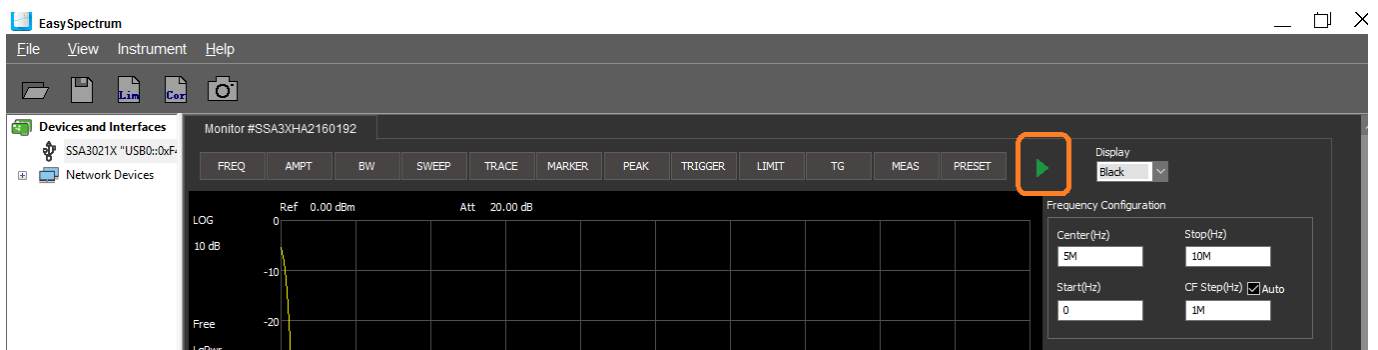 EasySpectrum
File View Instrument Help
Lim Cor
Devices and Interfaces
SSA3021X "USB0::0xF4
Network Devices
Monitor #SSA3XHA2160192
FREQ AMPT BW SWEEP TRACE MARKER PEAK TRIGGER LIMIT TG MEAS PRESET
Display
Black
Ref 0.00 dBm Att 20.00 dB
LOG
10 dB
Free
0
-10
-20
Frequency Configuration
Center(Hz) Stop(Hz)
5M 10M
Start(Hz) CF Step(Hz) Auto
0 1M